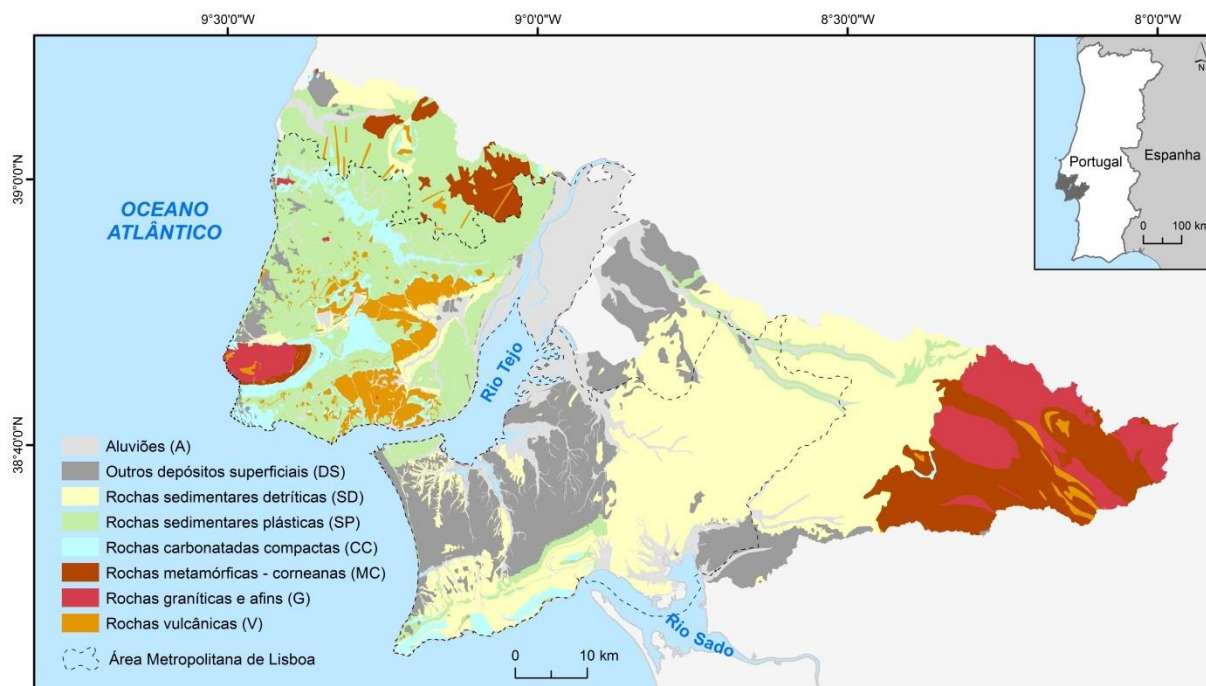 9°30'0"W
9°0'0"W
8°30'0"W
8°0'0"W
39°0'0"N
38°40'0"N
OCEANO
ATLÂNTICO
Rio Tejo
Rio Sado
N
Portugal
Espanha
0 100 km
Aluviões (A)
Outros depósitos superficiais (DS)
Rochas sedimentares detríticas (SD)
Rochas sedimentares plásticas (SP)
Rochas carbonatadas compactas (CC)
Rochas metamórficas - corneanas (MC)
Rochas graníticas e afins (G)
Rochas vulcânicas (V)
Área Metropolitana de Lisboa
0 10 km